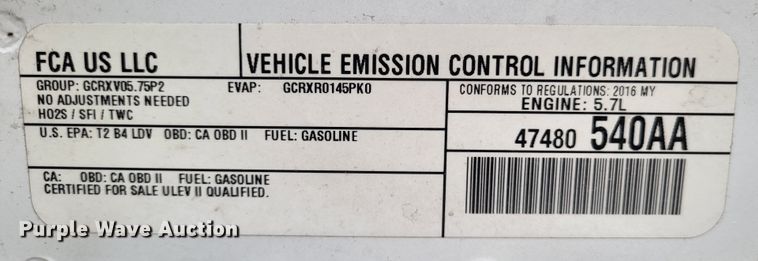 FCA US LLC
VEHICLE EMISSION CONTROL INFORMATION
GROUP: GCRXV05.75P2 EVAP: GCRXR0145PK0
NO ADJUSTMENTS NEEDED
HO2S / SFI / TWC
U.S. EPA: T2 B4 LDV OBD: CA OBD II FUEL: GASOLINE
CA: OBD: CA OBD II FUEL: GASOLINE
CERTIFIED FOR SALE ULEV II QUALIFIED.
CONFORMS TO REGULATIONS: 2016 MY
ENGINE: 5.7L
47480 540AA
Purple Wave Auction